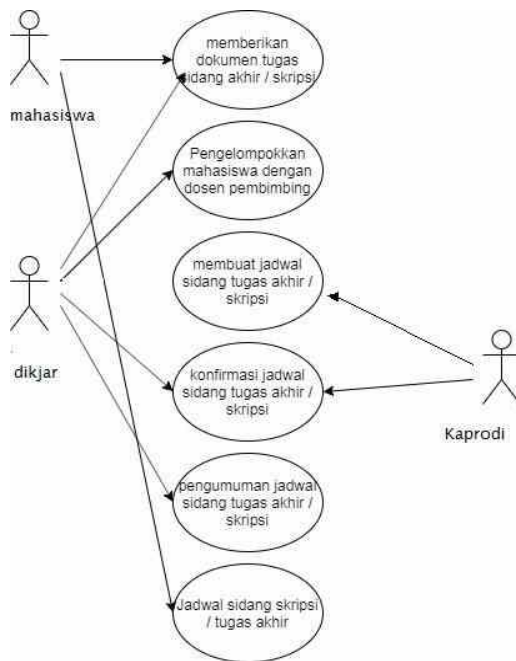 memberikan
dokumen tugas
sidang akhir / skripsi
mahasiswa
Pengelompokkan
mahasiswa dengan
dosen pembimbing
membuat jadwal
sidang tugas akhir /
skripsi
dikjar
konfirmasi jadwal
sidang tugas akhir /
skripsi
Kaprodi
pengumuman jadwal
sidang tugas akhir /
skripsi
Jadwal sidang skripsi
/ tugas akhir